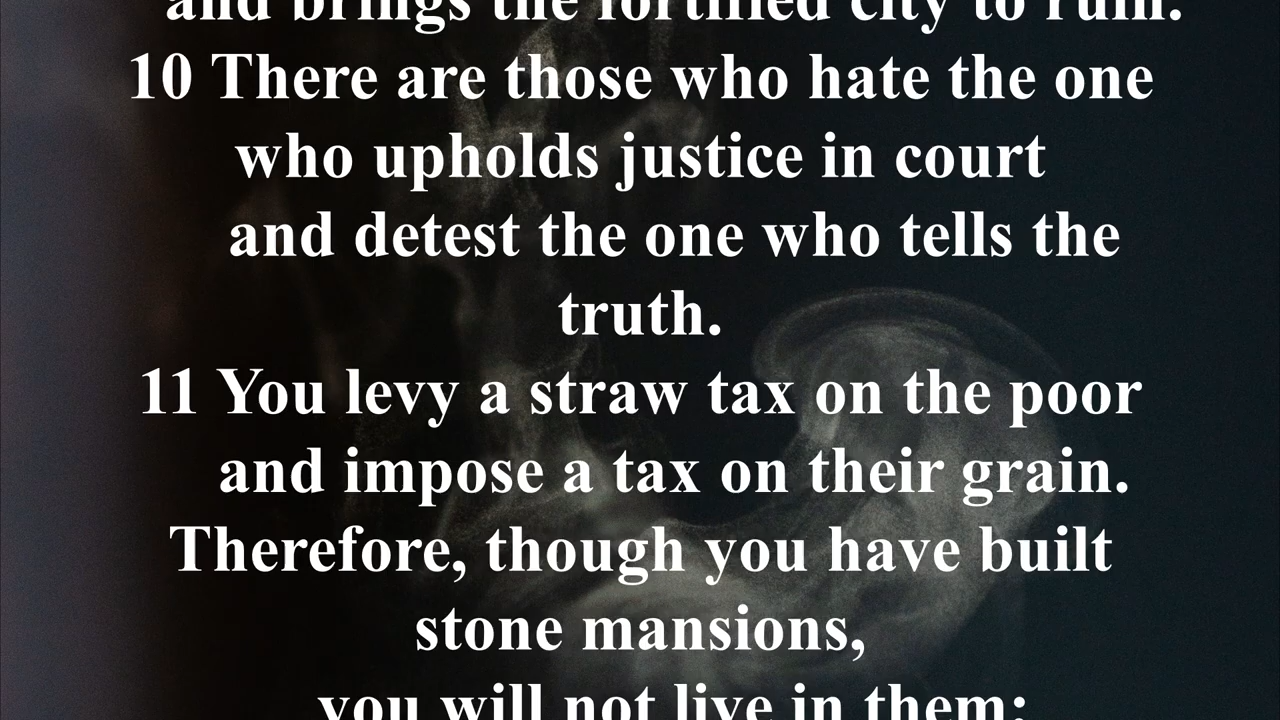 and brings the fortified city to ruin.
10 There are those who hate the one
who upholds justice in court
and detest the one who tells the
truth.
11 You levy a straw tax on the poor
and impose a tax on their grain.
Therefore, though you have built
stone mansions,
you will not live in them;